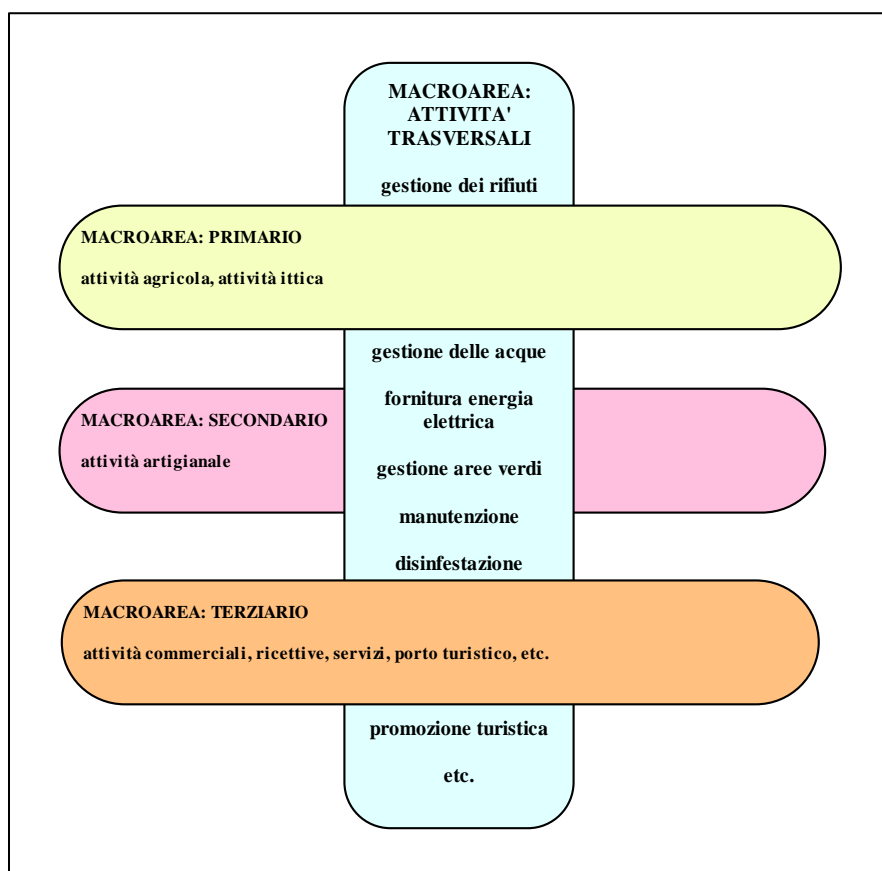 MACROAREA:
ATTIVITA'
TRASVERSALI
gestione dei rifiuti
MACROAREA: PRIMARIO
attività agricola, attività ittica
gestione delle acque
fornitura energia
elettrica
MACROAREA: SECONDARIO
attività artigianale
gestione aree verdi
manutenzione
disinfestazione
MACROAREA: TERZIARIO
attività commerciali, ricettive, servizi, porto turistico, etc.
promozione turistica
etc.